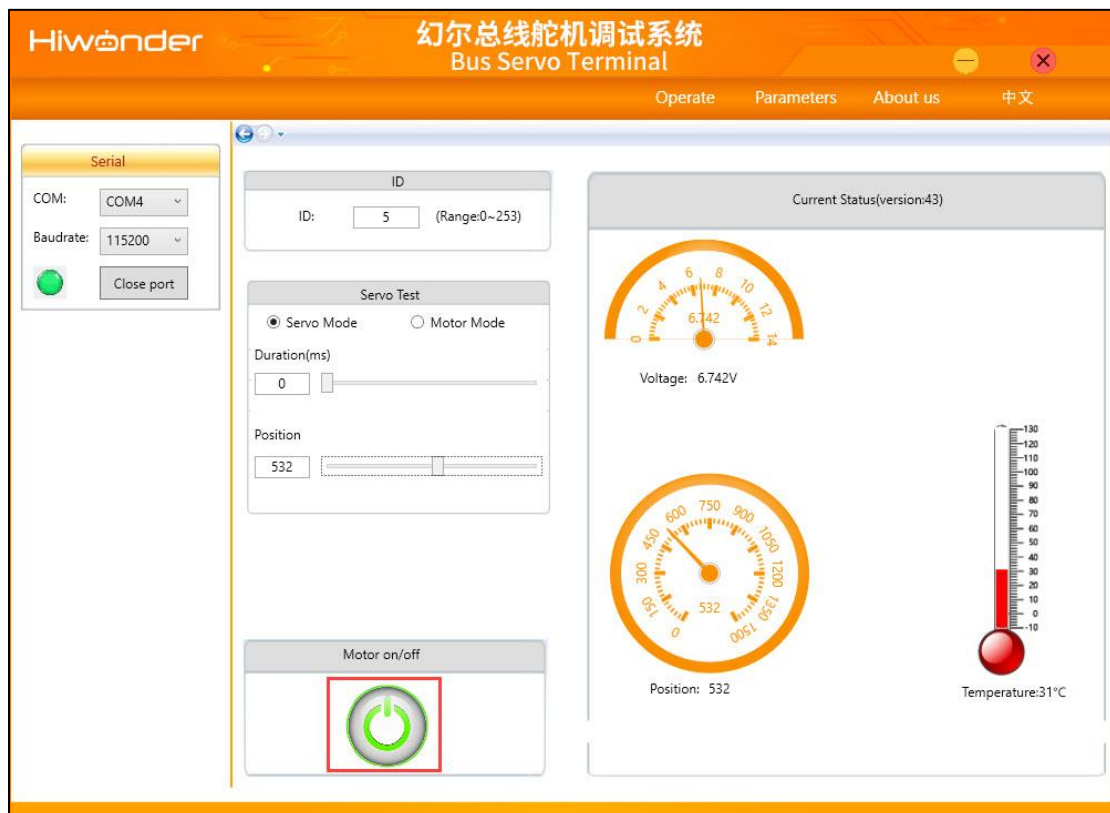 Hiwonder
幻尔总线舵机调试系统
Bus Servo Terminal
Operate Parameters About us 中文
Serial
COM: COM4
Baudrate: 115200
Close port
ID
ID: 5 (Range:0~253)
Servo Test
Servo Mode Motor Mode
Duration(ms)
0
Position
532
Motor on/off
Current Status(version:43)
0 2 4 6 8 10 12 14
6.742
Voltage: 6.742V
0 150 300 450 600 750 900 1050 1200 1350 1500
532
Position: 532
130
120
110
100
90
80
70
60
50
40
30
20
10
0
-10
Temperature:31°C